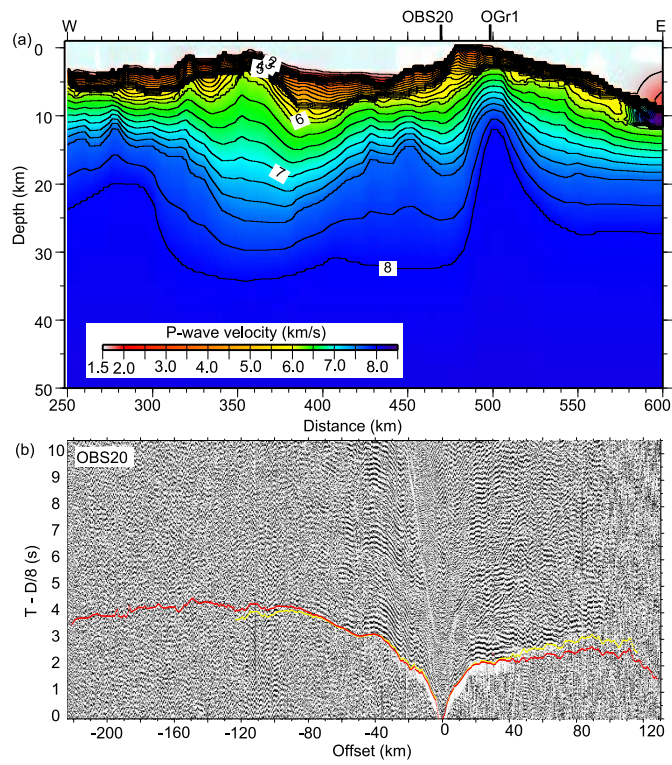 OBS20 OGr1
W E
(a)
0
10
20
30
40
50
Depth (km)
6
7
8
P-wave velocity (km/s)
1.5 2.0 3.0 4.0 5.0 6.0 7.0 8.0
250 300 350 400 450 500 550 600
Distance (km)
(b)
OBS20
10
9
8
7
6
5
4
3
2
1
0
T - D/8 (s)
-200 -160 -120 -80 -40 0 40 80 120
Offset (km)